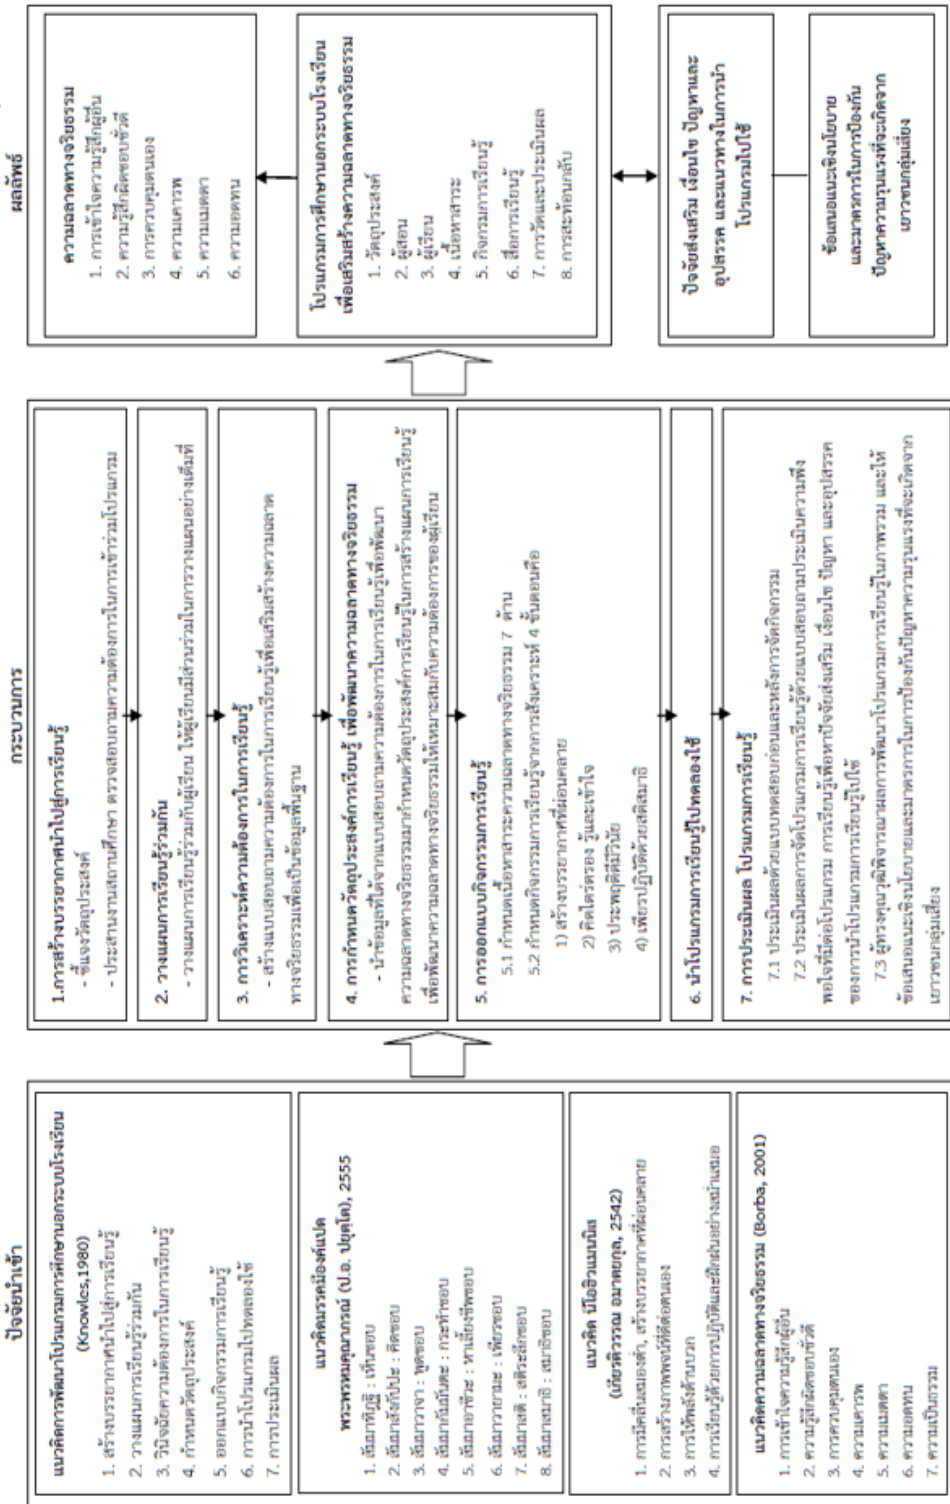 ปัจจัยนำเข้า
แนวคิดการพัฒนาโปรแกรมการศึกษานอกระบบโรงเรียน
(Knowles,1980)
1. สร้างบรรยากาศนำไปสู่การเรียนรู้
2. วางแผนการเรียนรู้ร่วมกัน
3. วินิจฉัยความต้องการในการเรียนรู้
4. กำหนดวัตถุประสงค์
5. ออกแบบกิจกรรมการเรียนรู้
6. การนำโปรแกรมไปทดลองใช้
7. การประเมินผล
แนวคิดมรรคมีองค์แปด
พระพรหมคุณาภรณ์ (ป.อ. ปยุตโต), 2555
1. สัมมาทิฏฐิ : เห็นชอบ
2. สัมมาสังกัปปะ : คิดชอบ
3. สัมมาวาจา : พูดชอบ
4. สัมมากัมมันตะ : กระทำชอบ
5. สัมมาอาชีวะ : หาเลี้ยงชีพชอบ
6. สัมมาวายามะ : เพียรชอบ
7. สัมมาสติ : สติระลึกชอบ
8. สัมมาสมาธิ : สมาธิชอบ
แนวคิด นีโอฮิวแมนนิส
(เกียรติวรรณ อมาตยกุล, 2542)
1. การมีคลื่นสมองต่ำ, สร้างบรรยากาศที่ผ่อนคลาย
2. การสร้างภาพพจน์ที่ดีต่อตนเอง
3. การให้พลังด้านบวก
4. การเรียนรู้ด้วยการปฏิบัติและฝึกฝนอย่างสม่ำเสมอ
แนวคิดความฉลาดทางจริยธรรม (Borba, 2001)
1. การเข้าใจความรู้สึกผู้อื่น
2. ความรู้สึกผิดชอบชั่วดี
3. การควบคุมตนเอง
4. ความเคารพ
5. ความเมตตา
6. ความอดทน
7. ความเป็นธรรม
กระบวนการ
1.การสร้างบรรยากาศนำไปสู่การเรียนรู้
- ชี้แจงวัตถุประสงค์
- ประสานงานสถานศึกษา ตรวจสอบถามความต้องการในการเข้าร่วมโปรแกรม
2. วางแผนการเรียนรู้ร่วมกัน
- วางแผนการเรียนรู้ร่วมกับผู้เรียน ให้ผู้เรียนมีส่วนร่วมในการวางแผนอย่างเต็มที่
3. การวิเคราะห์ความต้องการในการเรียนรู้
- สร้างแบบสอบถามความต้องการในการเรียนรู้เพื่อเสริมสร้างความฉลาด
ทางจริยธรรมเพื่อเป็นข้อมูลพื้นฐาน
4. การกำหนดวัตถุประสงค์การเรียนรู้ เพื่อพัฒนาความฉลาดทางจริยธรรม
- นำข้อมูลที่ได้จากแบบสอบถามความต้องการในการเรียนรู้เพื่อพัฒนา
ความฉลาดทางจริยธรรมมากำหนดวัตถุประสงค์การเรียนรู้ในการสร้างแผนการเรียนรู้
เพื่อพัฒนาความฉลาดทางจริยธรรมให้เหมาะสมกับความต้องการของผู้เรียน
5. การออกแบบกิจกรรมการเรียนรู้
5.1 กำหนดเนื้อหาสาระความฉลาดทางจริยธรรม 7 ด้าน
5.2 กำหนดกิจกรรมการเรียนรู้จากการสังเคราะห์ 4 ขั้นตอนคือ
1) สร้างบรรยากาศที่ผ่อนคลาย
2) คิดไตร่ตรอง รู้และเข้าใจ
3) ประพฤติดีมีวินัย
4) เพียรปฏิบัติด้วยสติสมาธิ
6. นำโปรแกรมการเรียนรู้ไปทดลองใช้
7. การประเมินผล โปรแกรมการเรียนรู้
7.1 ประเมินผลด้วยแบบทดสอบก่อนและหลังการจัดกิจกรรม
7.2 ประเมินผลการจัดโปรแกรมการเรียนรู้ด้วยแบบสอบถามประเมินความพึง
พอใจที่มีต่อโปรแกรม การเรียนรู้เพื่อหาปัจจัยส่งเสริม เงื่อนไข ปัญหา และอุปสรรค
ของการนำโปรแกรมการเรียนรู้ไปใช้
7.3 ผู้ทรงคุณวุฒิพิจารณาผลการพัฒนาโปรแกรมการเรียนรู้ในภาพรวม และให้
ข้อเสนอแนะเชิงนโยบายและมาตรการในการป้องกันปัญหาความรุนแรงที่จะเกิดจาก
เยาวชนกลุ่มเสี่ยง
ผลลัพธ์
ความฉลาดทางจริยธรรม
1. การเข้าใจความรู้สึกผู้อื่น
2. ความรู้สึกผิดชอบชั่วดี
3. การควบคุมตนเอง
4. ความเคารพ
5. ความเมตตา
6. ความอดทน
โปรแกรมการศึกษานอกระบบโรงเรียน
เพื่อเสริมสร้างความฉลาดทางจริยธรรม
1. วัตถุประสงค์
2. ผู้สอน
3. ผู้เรียน
4. เนื้อหาสาระ
5. กิจกรรมการเรียนรู้
6. สื่อการเรียนรู้
7. การวัดและประเมินผล
8. การสะท้อนกลับ
ปัจจัยส่งเสริม เงื่อนไข ปัญหาและ
อุปสรรค และแนวทางในการนำ
โปรแกรมไปใช้
ข้อเสนอแนะเชิงนโยบาย
และมาตรการในการป้องกัน
ปัญหาความรุนแรงที่จะเกิดจาก
เยาวชนกลุ่มเสี่ยง